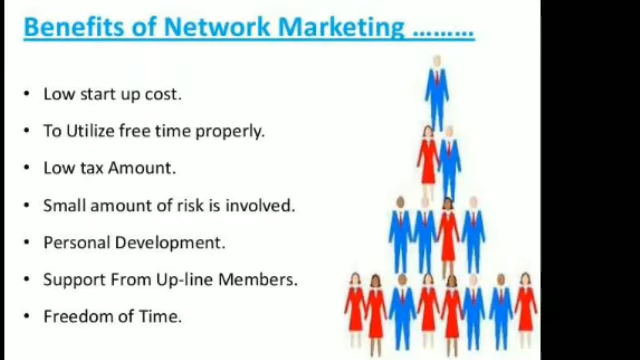 Benefits of Network Marketing ………
• Low start up cost.
• To Utilize free time properly.
• Low tax Amount.
• Small amount of risk is involved.
• Personal Development.
• Support From Up-line Members.
• Freedom of Time.